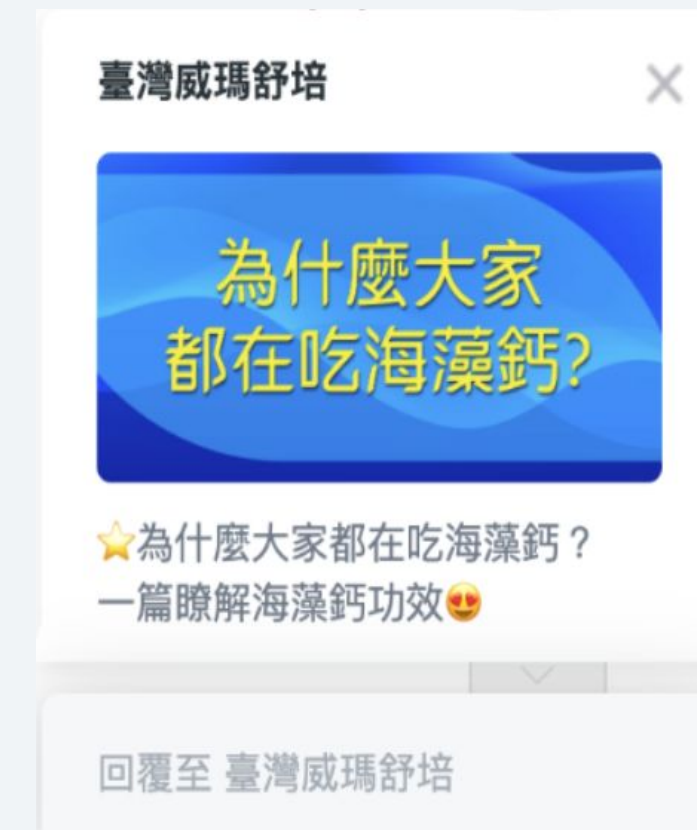 臺灣威瑪舒培
為什麼大家
都在吃海藻鈣?
⭐為什麼大家都在吃海藻鈣？
一篇瞭解海藻鈣功效😍
回覆至 臺灣威瑪舒培